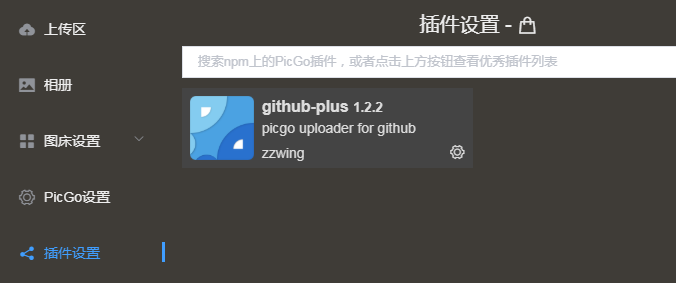 上传区
相册
图床设置
PicGo设置
插件设置
插件设置 -
搜索npm上的PicGo插件，或者点击上方按钮查看优秀插件列表
github-plus 1.2.2
picgo uploader for github
zzwing